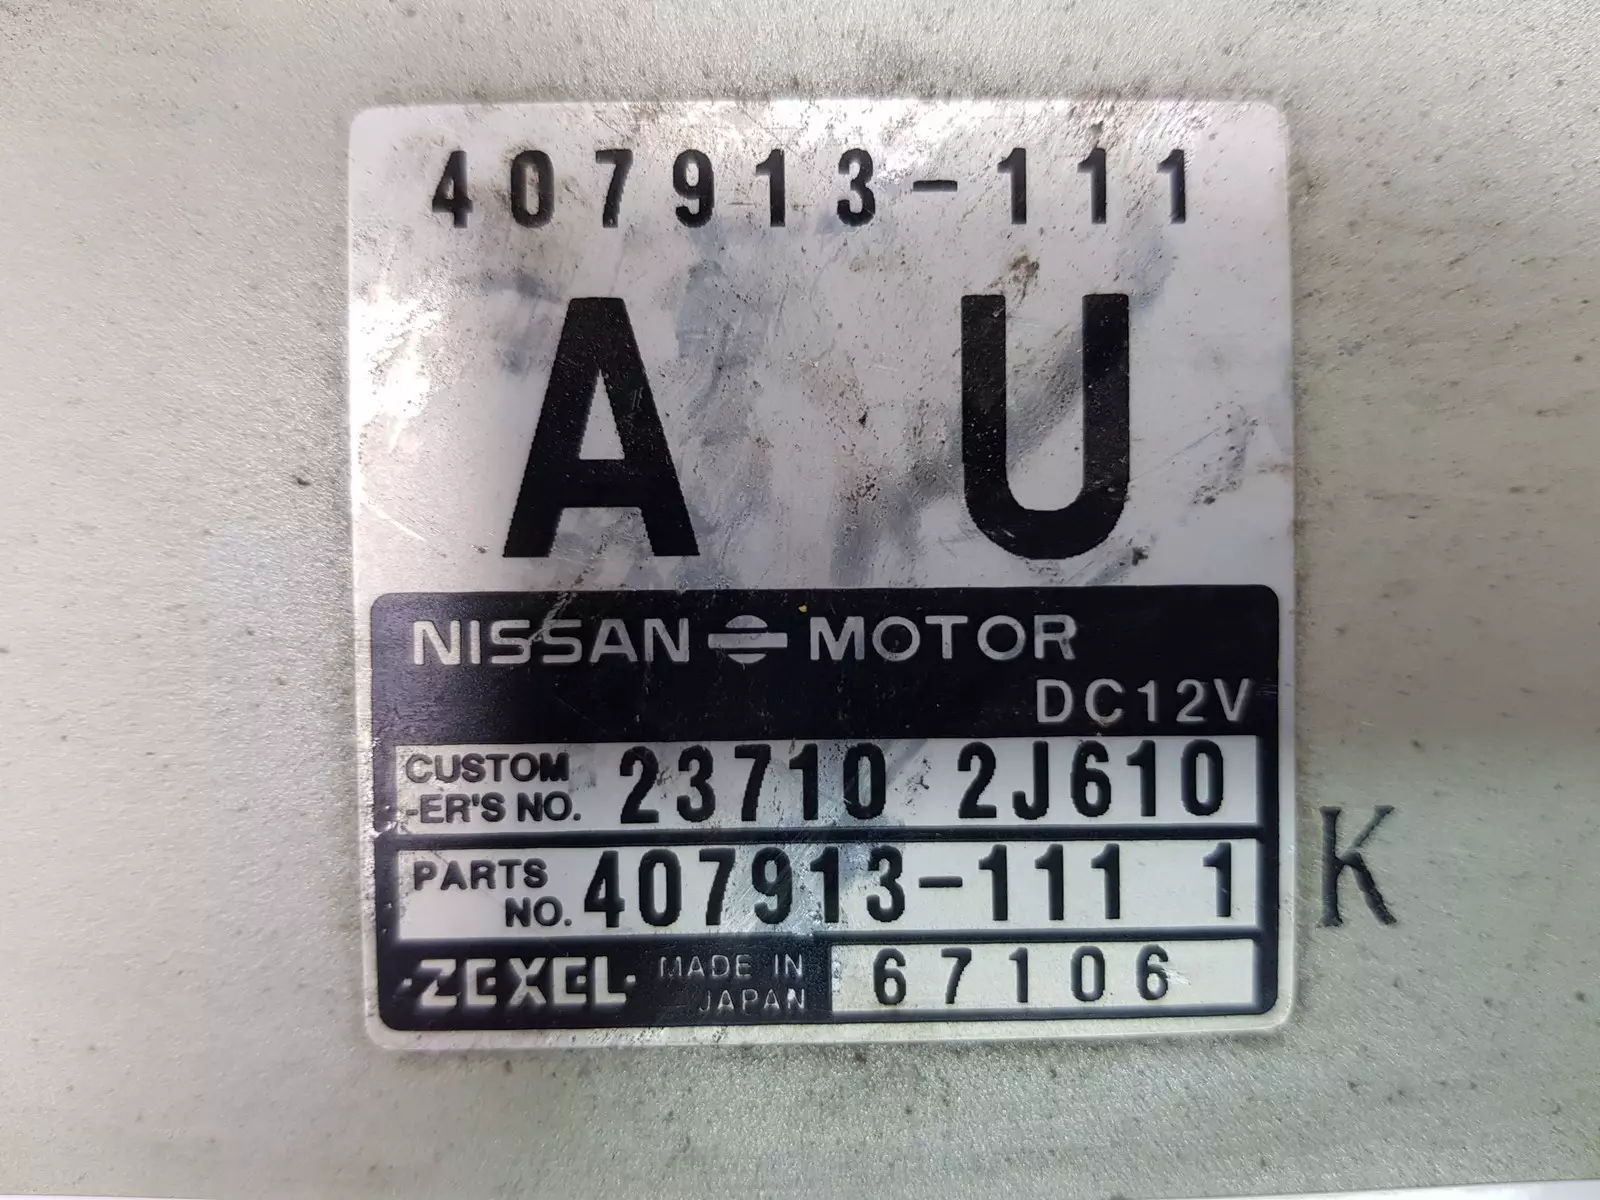 407913-111
A U
NISSAN MOTOR
DC12V
CUSTOM
-ER'S NO. 23710 2J610
PARTS
NO. 407913-111 1
K
ZEXEL MADE IN
JAPAN
67106